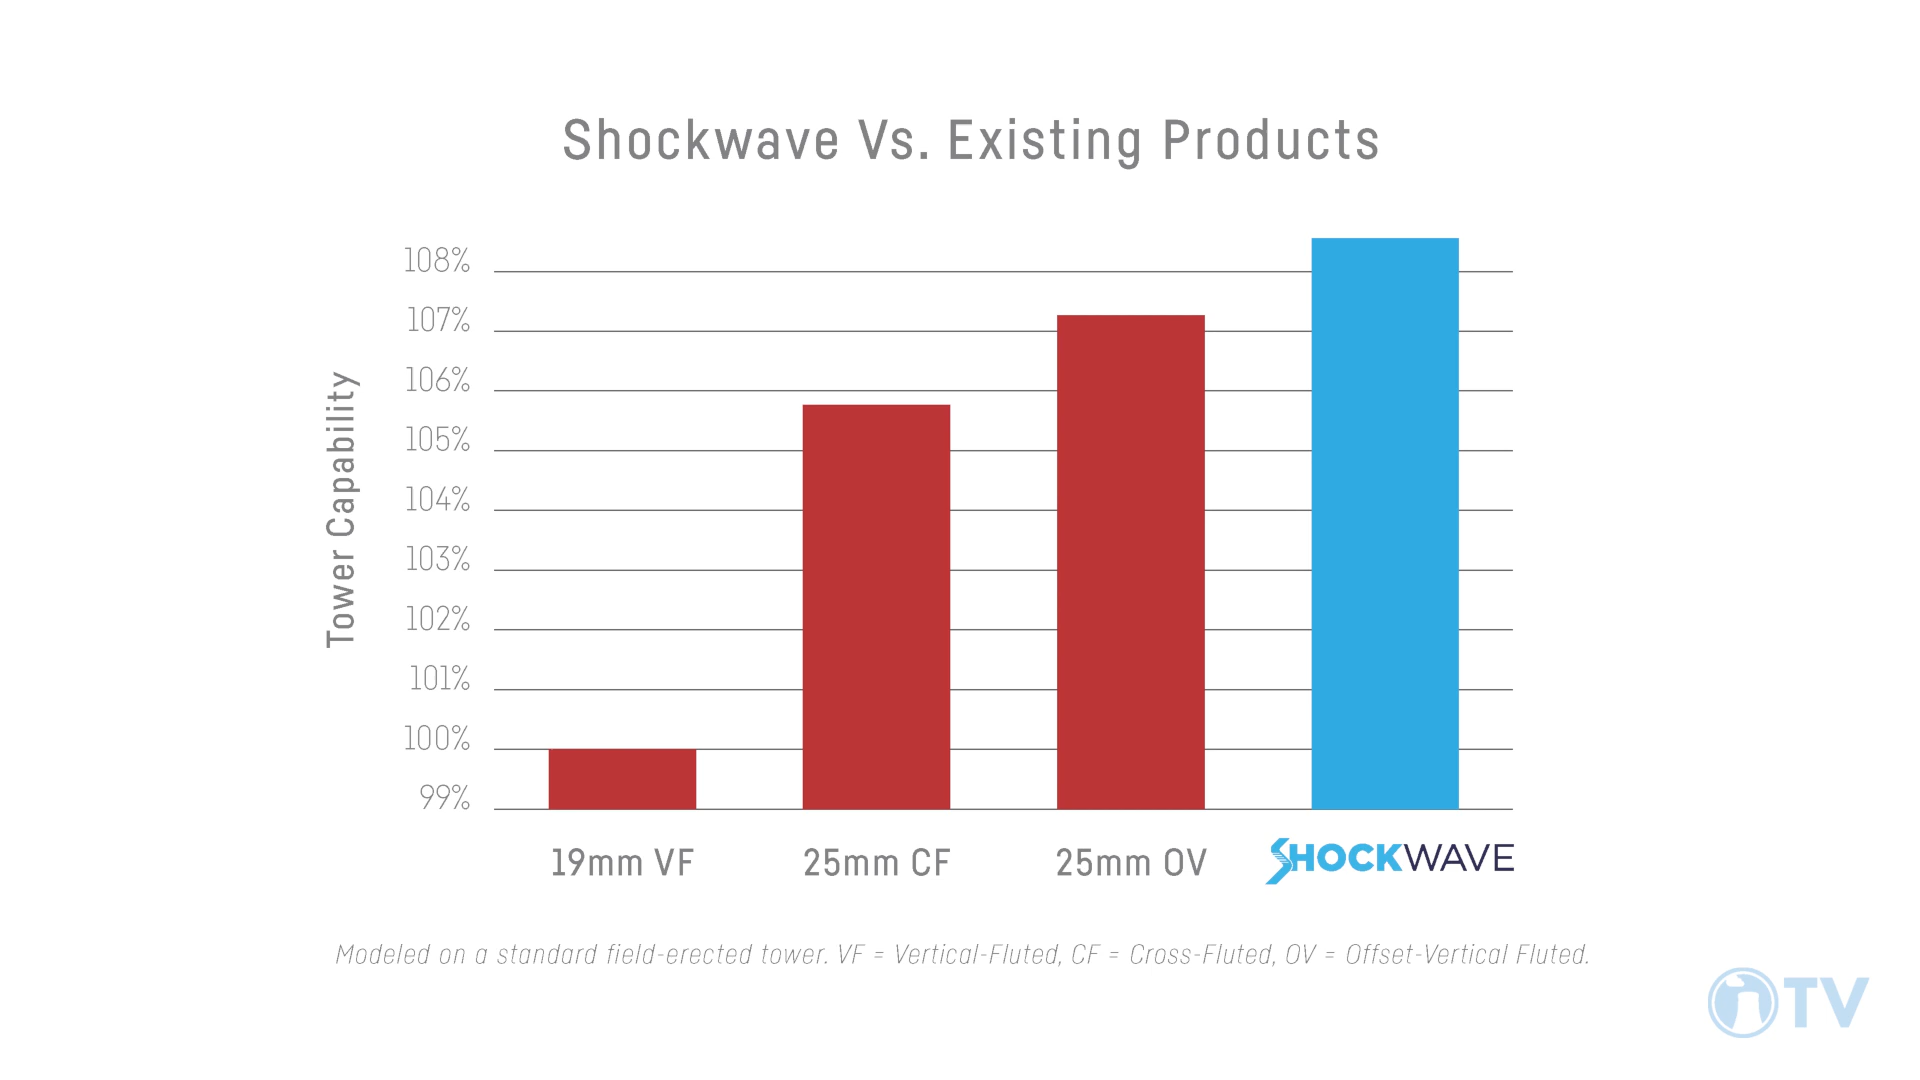 Shockwave Vs. Existing Products
Tower Capability
108%
107%
106%
105%
104%
103%
102%
101%
100%
99%
19mm VF 25mm CF 25mm OV SHOCKWAVE
Modeled on a standard field-erected tower. VF = Vertical-Fluted, CF = Cross-Fluted, OV = Offset-Vertical Fluted.
TV